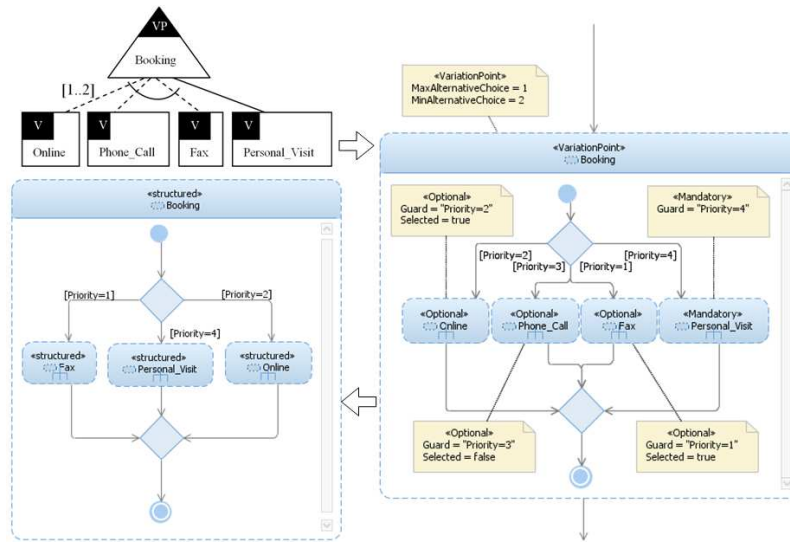 VP
Booking
[1..2]
V
Online
V
Phone_Call
V
Fax
V
Personal_Visit
«VariationPoint»
MaxAlternativeChoice = 1
MinAlternativeChoice = 2
«VariationPoint»
Booking
«Optional»
Guard = "Priority=2"
Selected = true
«Mandatory»
Guard = "Priority=4"
[Priority=2]
[Priority=3]
[Priority=1]
[Priority=4]
«Optional»
Online
«Optional»
Phone_Call
«Optional»
Fax
«Mandatory»
Personal_Visit
«Optional»
Guard = "Priority=3"
Selected = false
«Optional»
Guard = "Priority=1"
Selected = true
«structured»
Booking
[Priority=1]
[Priority=2]
[Priority=4]
«structured»
Fax
«structured»
Personal_Visit
«structured»
Online